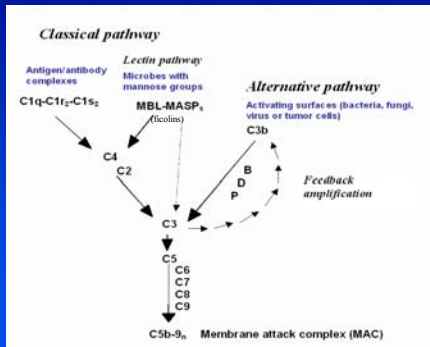 Classical pathway
Antigen/antibody
complexes
C1q-C1r₂-C1s₂
Lectin pathway
Microbes with
mannose groups
MBL-MASPₛ
(ficolins)
Alternative pathway
Activating surfaces (bacteria, fungi,
virus or tumor cells)
C3b
C4
C2
B
D
P
Feedback
amplification
C3
C5
C6
C7
C8
C9
C5b-9ₙ Membrane attack complex (MAC)